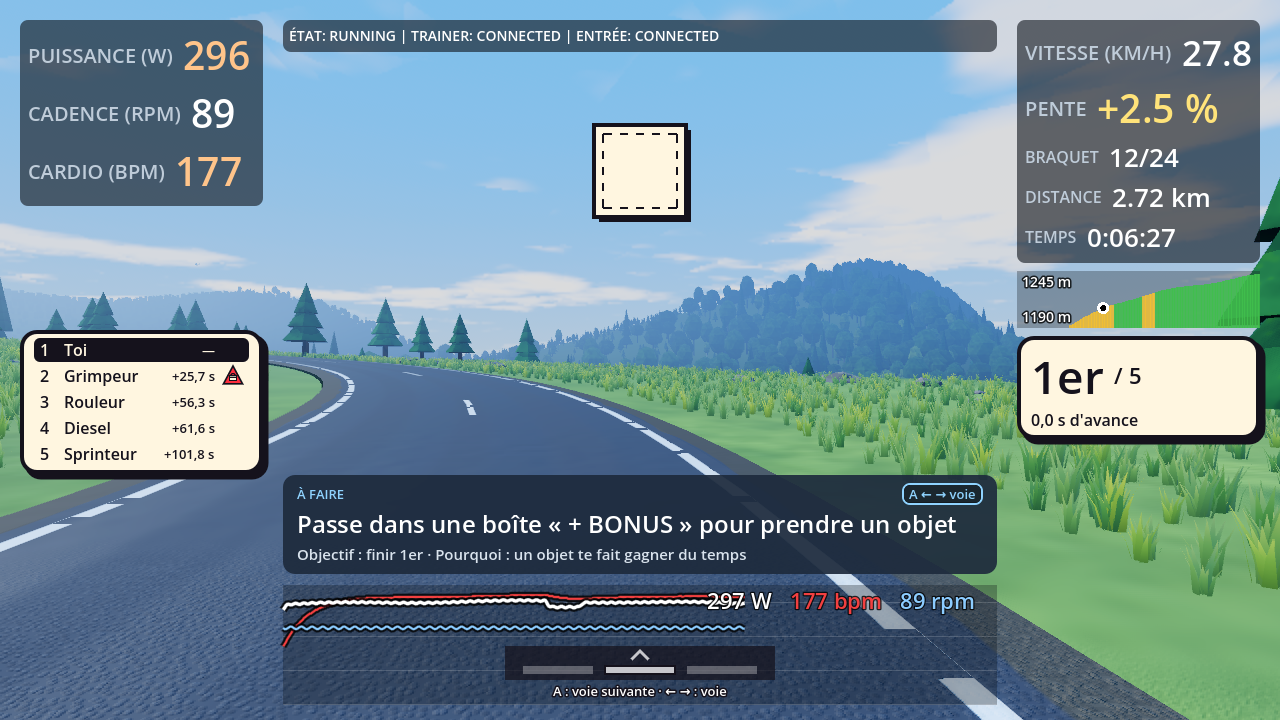 PUISSANCE (W) 296
CADENCE (RPM) 89
CARDIO (BPM) 177
ÉTAT: RUNNING | TRAINER: CONNECTED | ENTRÉE: CONNECTED
VITESSE (KM/H) 27.8
PENTE +2.5 %
BRAQUET 12/24
DISTANCE 2.72 km
TEMPS 0:06:27
1245 m
1190 m
1 Toi —
2 Grimpeur +25,7 s
3 Rouleur +56,3 s
4 Diesel +61,6 s
5 Sprinteur +101,8 s
1er / 5
0,0 s d'avance
À FAIRE
A ← → voie
Passe dans une boîte « + BONUS » pour prendre un objet
Objectif : finir 1er · Pourquoi : un objet te fait gagner du temps
297 W 177 bpm 89 rpm
A : voie suivante · ← → : voie